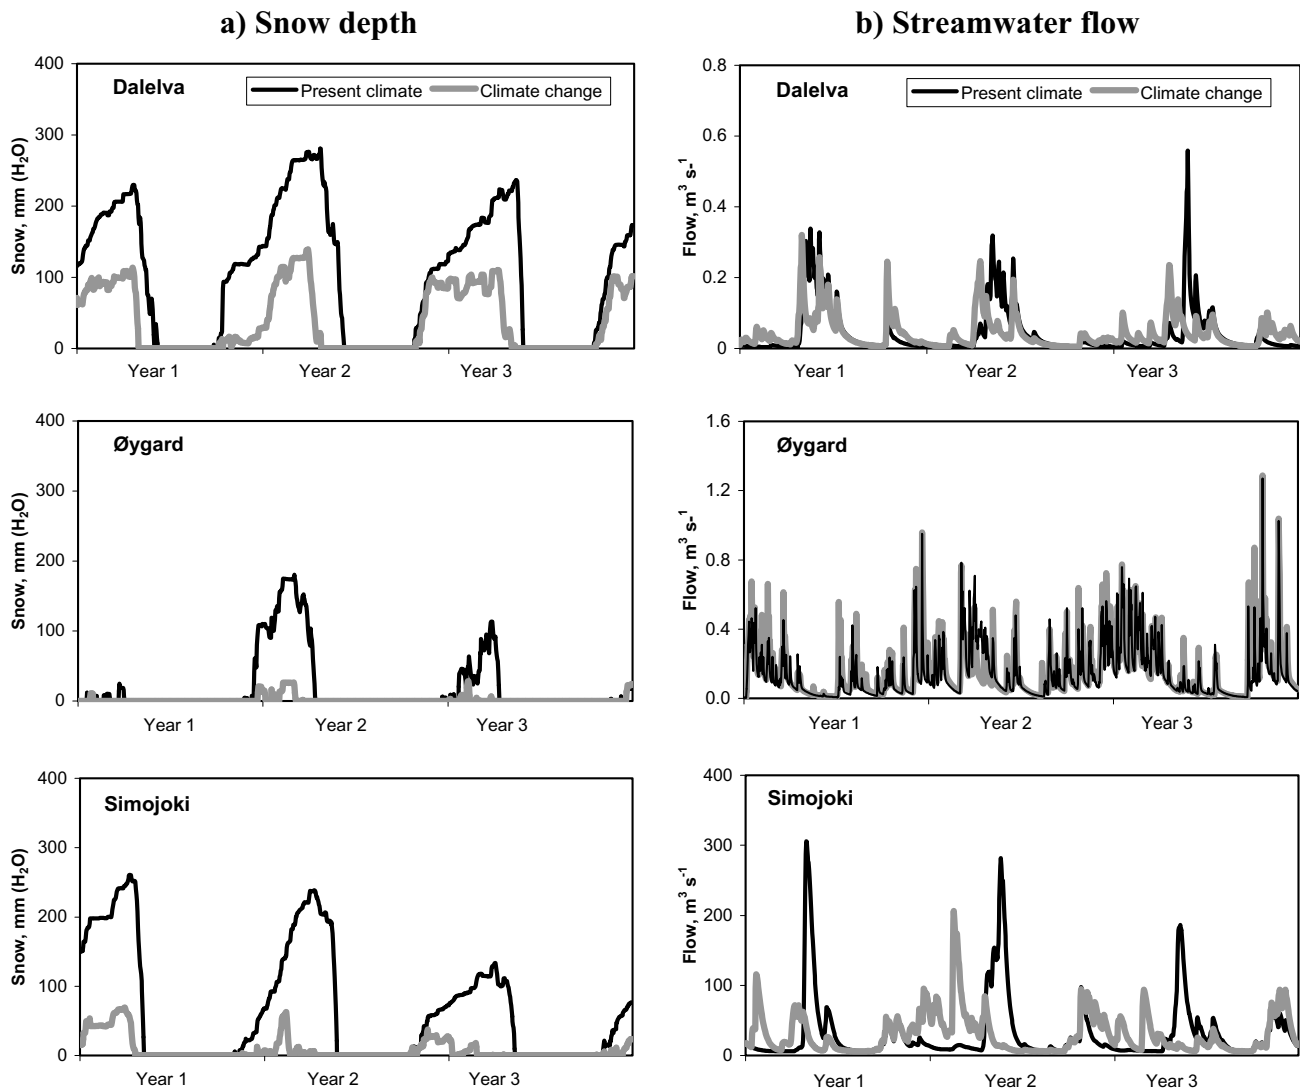 a) Snow depth
b) Streamwater flow
400
300
200
100
0
Snow, mm (H₂O)
Dalelva
Present climate
Climate change
Year 1
Year 2
Year 3
0.8
0.6
0.4
0.2
0
Flow, m³ s-¹
Dalelva
Present climate
Climate change
Year 1
Year 2
Year 3
400
300
200
100
0
Snow, mm (H₂O)
Øygard
Year 1
Year 2
Year 3
1.6
1.2
0.8
0.4
0.0
Flow, m³ s-¹
Øygard
Year 1
Year 2
Year 3
400
300
200
100
0
Snow, mm (H₂O)
Simojoki
Year 1
Year 2
Year 3
400
300
200
100
0
Flow, m³ s⁻¹
Simojoki
Year 1
Year 2
Year 3